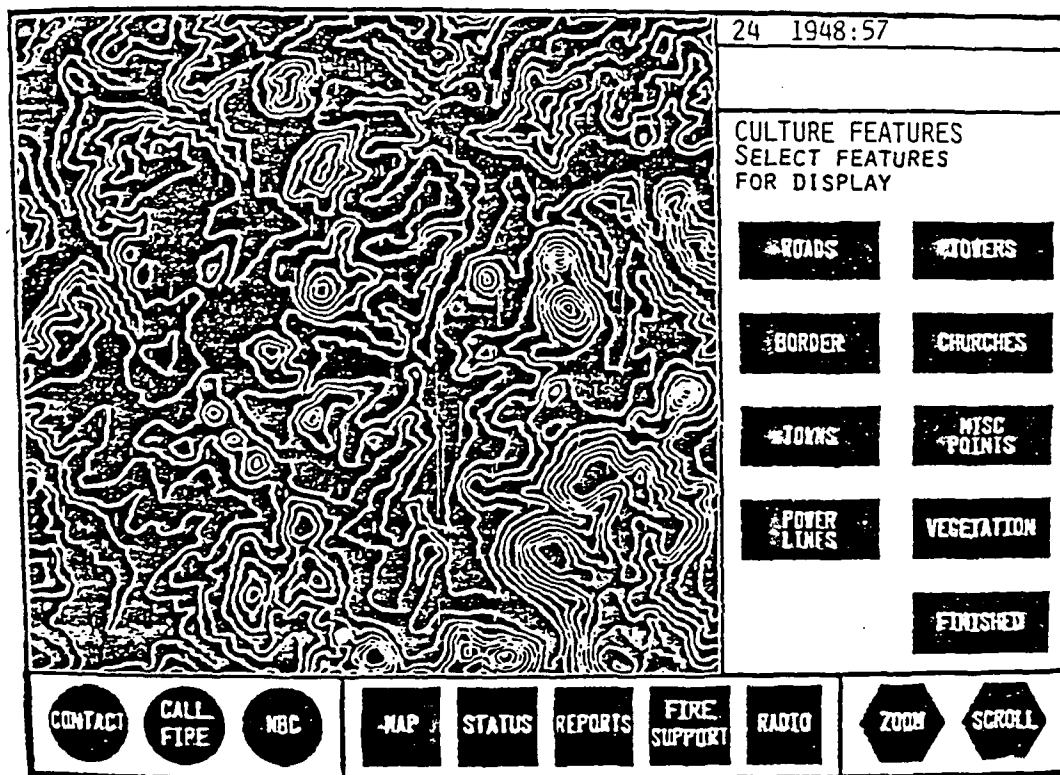 24 1948:57
CULTURE FEATURES
SELECT FEATURES
FOR DISPLAY
*ROADS
*TOWERS
*BORDER
CHURCHES
*TOWNS
MISC
*POINTS
*POWER
LINES
VEGETATION
FINISHED
CONTACT
CALL
FIRE
NBC
MAP
STATUS
REPORTS
FIRE
SUPPORT
RADIO
ZOOM
SCROLL